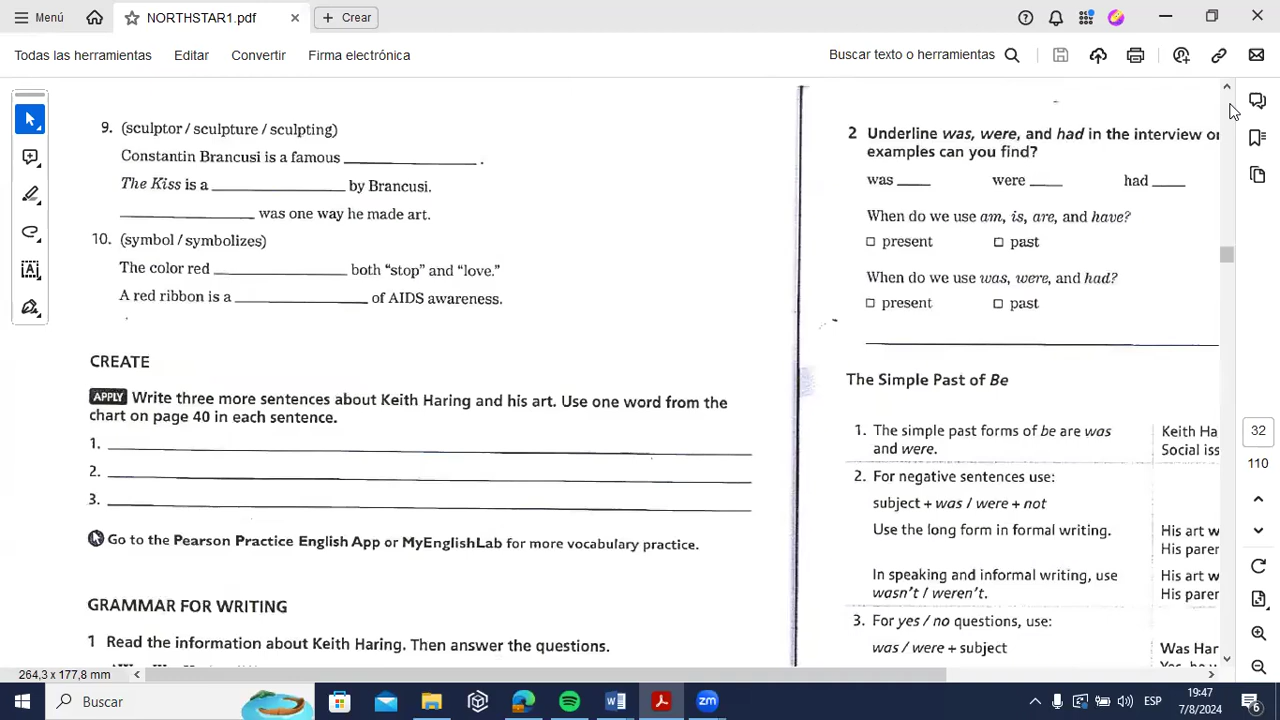 Menú
NORTHSTAR1.pdf
Crear
Todas las herramientas
Editar
Convertir
Firma electrónica
Buscar texto o herramientas
9. (sculptor / sculpture / sculpting)
Constantin Brancusi is a famous ____________ .
The Kiss is a ____________ by Brancusi.
____________ was one way he made art.
10. (symbol / symbolizes)
The color red ____________ both “stop” and “love.”
A red ribbon is a ____________ of AIDS awareness.
CREATE
APPLY Write three more sentences about Keith Haring and his art. Use one word from the
chart on page 40 in each sentence.
1.
2.
3.
Go to the Pearson Practice English App or MyEnglishLab for more vocabulary practice.
GRAMMAR FOR WRITING
1 Read the information about Keith Haring. Then answer the questions.
2 Underline was, were, and had in the interview or
examples can you find?
was ____ were ____ had ____
When do we use am, is, are, and have?
□ present □ past
When do we use was, were, and had?
□ present □ past
The Simple Past of Be
1. The simple past forms of be are was
and were.
Keith Ha
Social iss
2. For negative sentences use:
subject + was / were + not
Use the long form in formal writing.
His art w
His paren
In speaking and informal writing, use
wasn't / weren't.
His art w
His paren
3. For yes / no questions, use:
was / were + subject
Was Har
32
110
264,3 x 177,8 mm
Buscar
ESP
19:47
7/8/2024
6